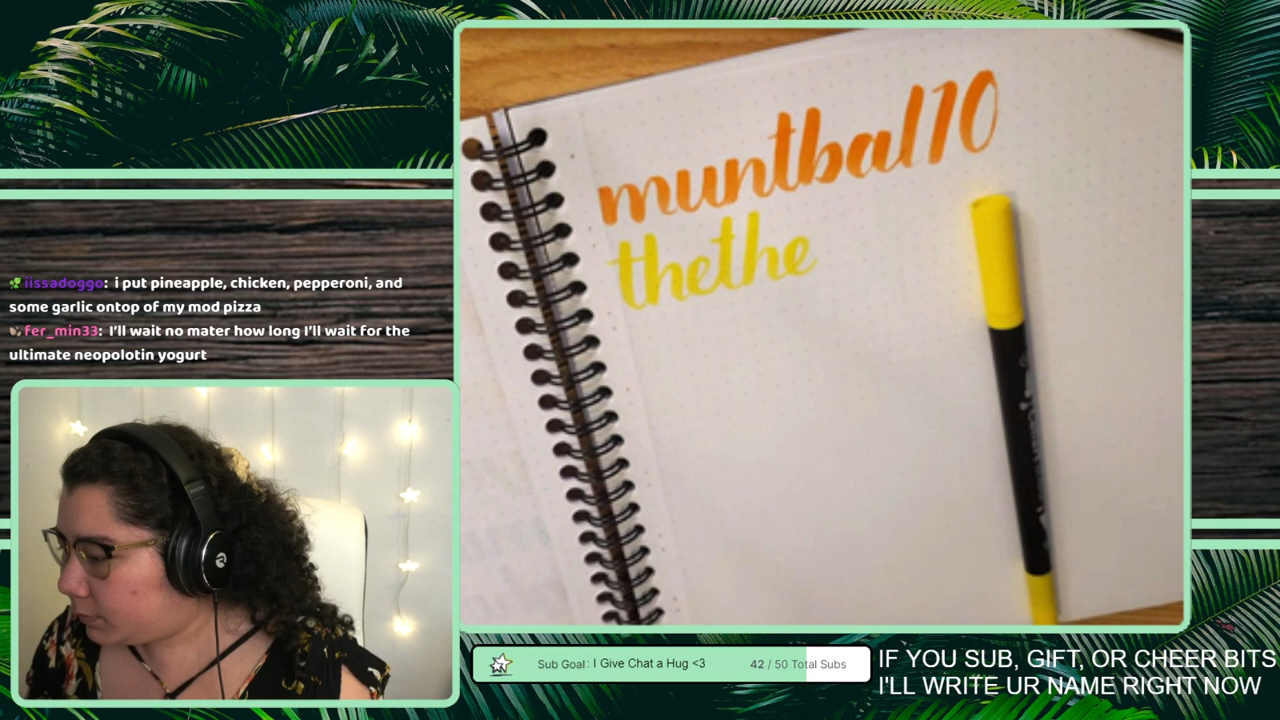 muntbal10
thethe
iissadoggo: i put pineapple, chicken, pepperoni, and
some garlic ontop of my mod pizza
fer_min33: I'll wait no mater how long I'll wait for the
ultimate neopolotin yogurt
Sub Goal: I Give Chat a Hug <3 42 / 50 Total Subs
IF YOU SUB, GIFT, OR CHEER BITS
I'LL WRITE UR NAME RIGHT NOW